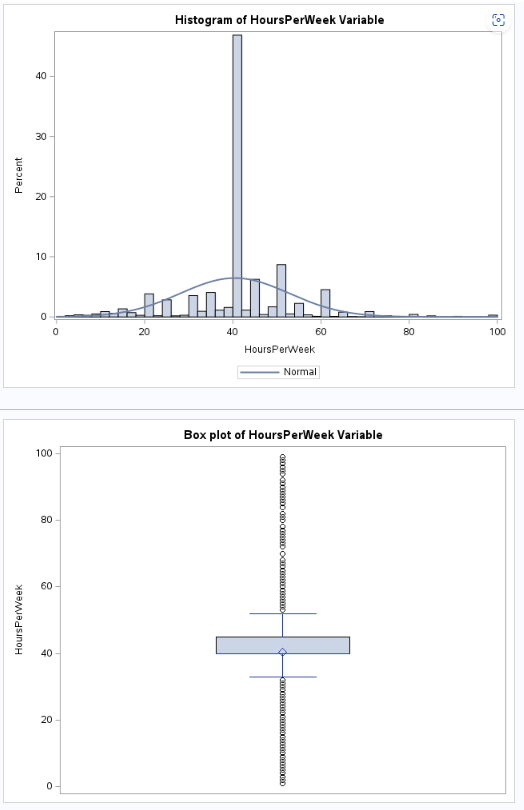 Histogram of HoursPerWeek Variable
40
30
20
10
0
Percent
0 20 40 60 80 100
HoursPerWeek
Normal
Box plot of HoursPerWeek Variable
100
80
60
40
20
0
HoursPerWeek